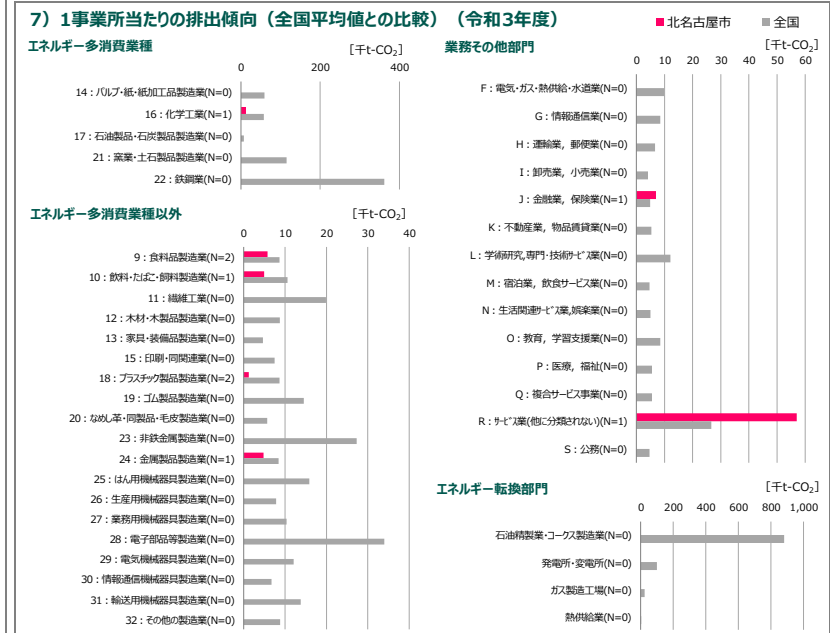 7）1事業所当たりの排出傾向（全国平均値との比較）（令和3年度）
■北名古屋市 ■全国
エネルギー多消費業種
[千t-CO₂]
0 200 400
14：パルプ・紙・紙加工品製造業(N=0)
16：化学工業(N=1)
17：石油製品・石炭製品製造業(N=0)
21：窯業・土石製品製造業(N=0)
22：鉄鋼業(N=0)
エネルギー多消費業種以外
[千t-CO₂]
0 10 20 30 40
9：食料品製造業(N=2)
10：飲料・たばこ・飼料製造業(N=1)
11：繊維工業(N=0)
12：木材・木製品製造業(N=0)
13：家具・装備品製造業(N=0)
15：印刷・同関連業(N=0)
18：プラスチック製品製造業(N=2)
19：ゴム製品製造業(N=0)
20：なめし革・同製品・毛皮製造業(N=0)
23：非鉄金属製造業(N=0)
24：金属製品製造業(N=1)
25：はん用機械器具製造業(N=0)
26：生産用機械器具製造業(N=0)
27：業務用機械器具製造業(N=0)
28：電子部品等製造業(N=0)
29：電気機械器具製造業(N=0)
30：情報通信機械器具製造業(N=0)
31：輸送用機械器具製造業(N=0)
32：その他の製造業(N=0)
業務その他部門
[千t-CO₂]
0 10 20 30 40 50 60
F：電気・ガス・熱供給・水道業(N=0)
G：情報通信業(N=0)
H：運輸業，郵便業(N=0)
I：卸売業，小売業(N=0)
J：金融業，保険業(N=1)
K：不動産業，物品賃貸業(N=0)
L：学術研究,専門・技術ｻｰﾋﾞｽ業(N=0)
M：宿泊業，飲食サービス業(N=0)
N：生活関連ｻｰﾋﾞｽ業,娯楽業(N=0)
O：教育，学習支援業(N=0)
P：医療，福祉(N=0)
Q：複合サービス事業(N=0)
R：ｻｰﾋﾞｽ業(他に分類されない)(N=1)
S：公務(N=0)
エネルギー転換部門
[千t-CO₂]
0 200 400 600 800 1,000
石油精製業・コークス製造業(N=0)
発電所・変電所(N=0)
ガス製造工場(N=0)
熱供給業(N=0)